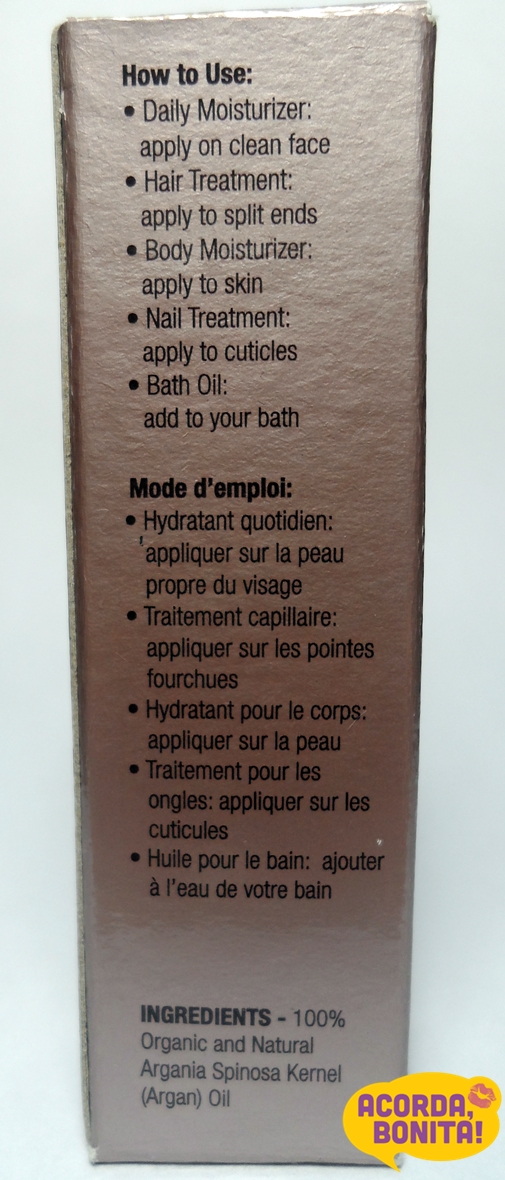 How to Use:
• Daily Moisturizer:
apply on clean face
• Hair Treatment:
apply to split ends
• Body Moisturizer:
apply to skin
• Nail Treatment:
apply to cuticles
• Bath Oil:
add to your bath
Mode d'emploi:
• Hydratant quotidien:
appliquer sur la peau
propre du visage
• Traitement capillaire:
appliquer sur les pointes
fourchues
• Hydratant pour le corps:
appliquer sur la peau
• Traitement pour les
ongles: appliquer sur les
cuticules
• Huile pour le bain: ajouter
à l'eau de votre bain
INGREDIENTS - 100%
Organic and Natural
Argania Spinosa Kernel
(Argan) Oil
ACORDA,
BONITA!